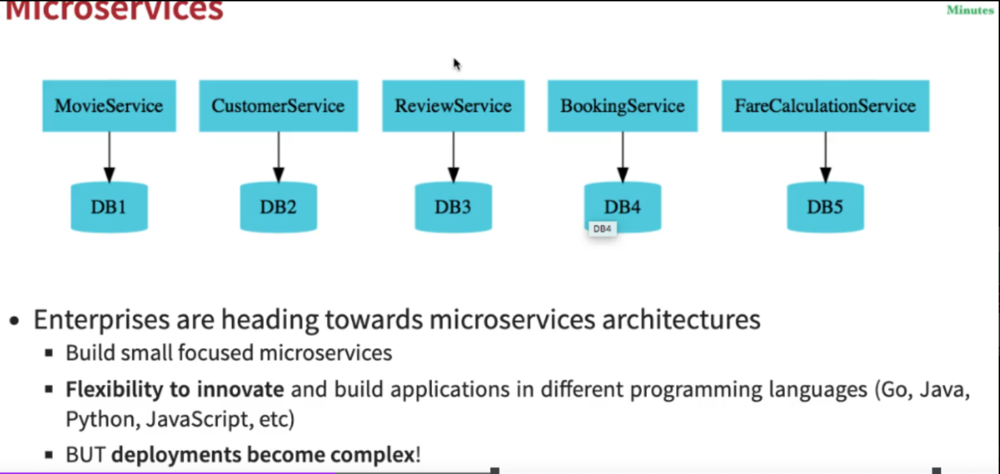 Microservices
Minutes
MovieService
CustomerService
ReviewService
BookingService
FareCalculationService
DB1
DB2
DB3
DB4
DB5
DB4
• Enterprises are heading towards microservices architectures
▪ Build small focused microservices
▪ Flexibility to innovate and build applications in different programming languages (Go, Java,
Python, JavaScript, etc)
▪ BUT deployments become complex!